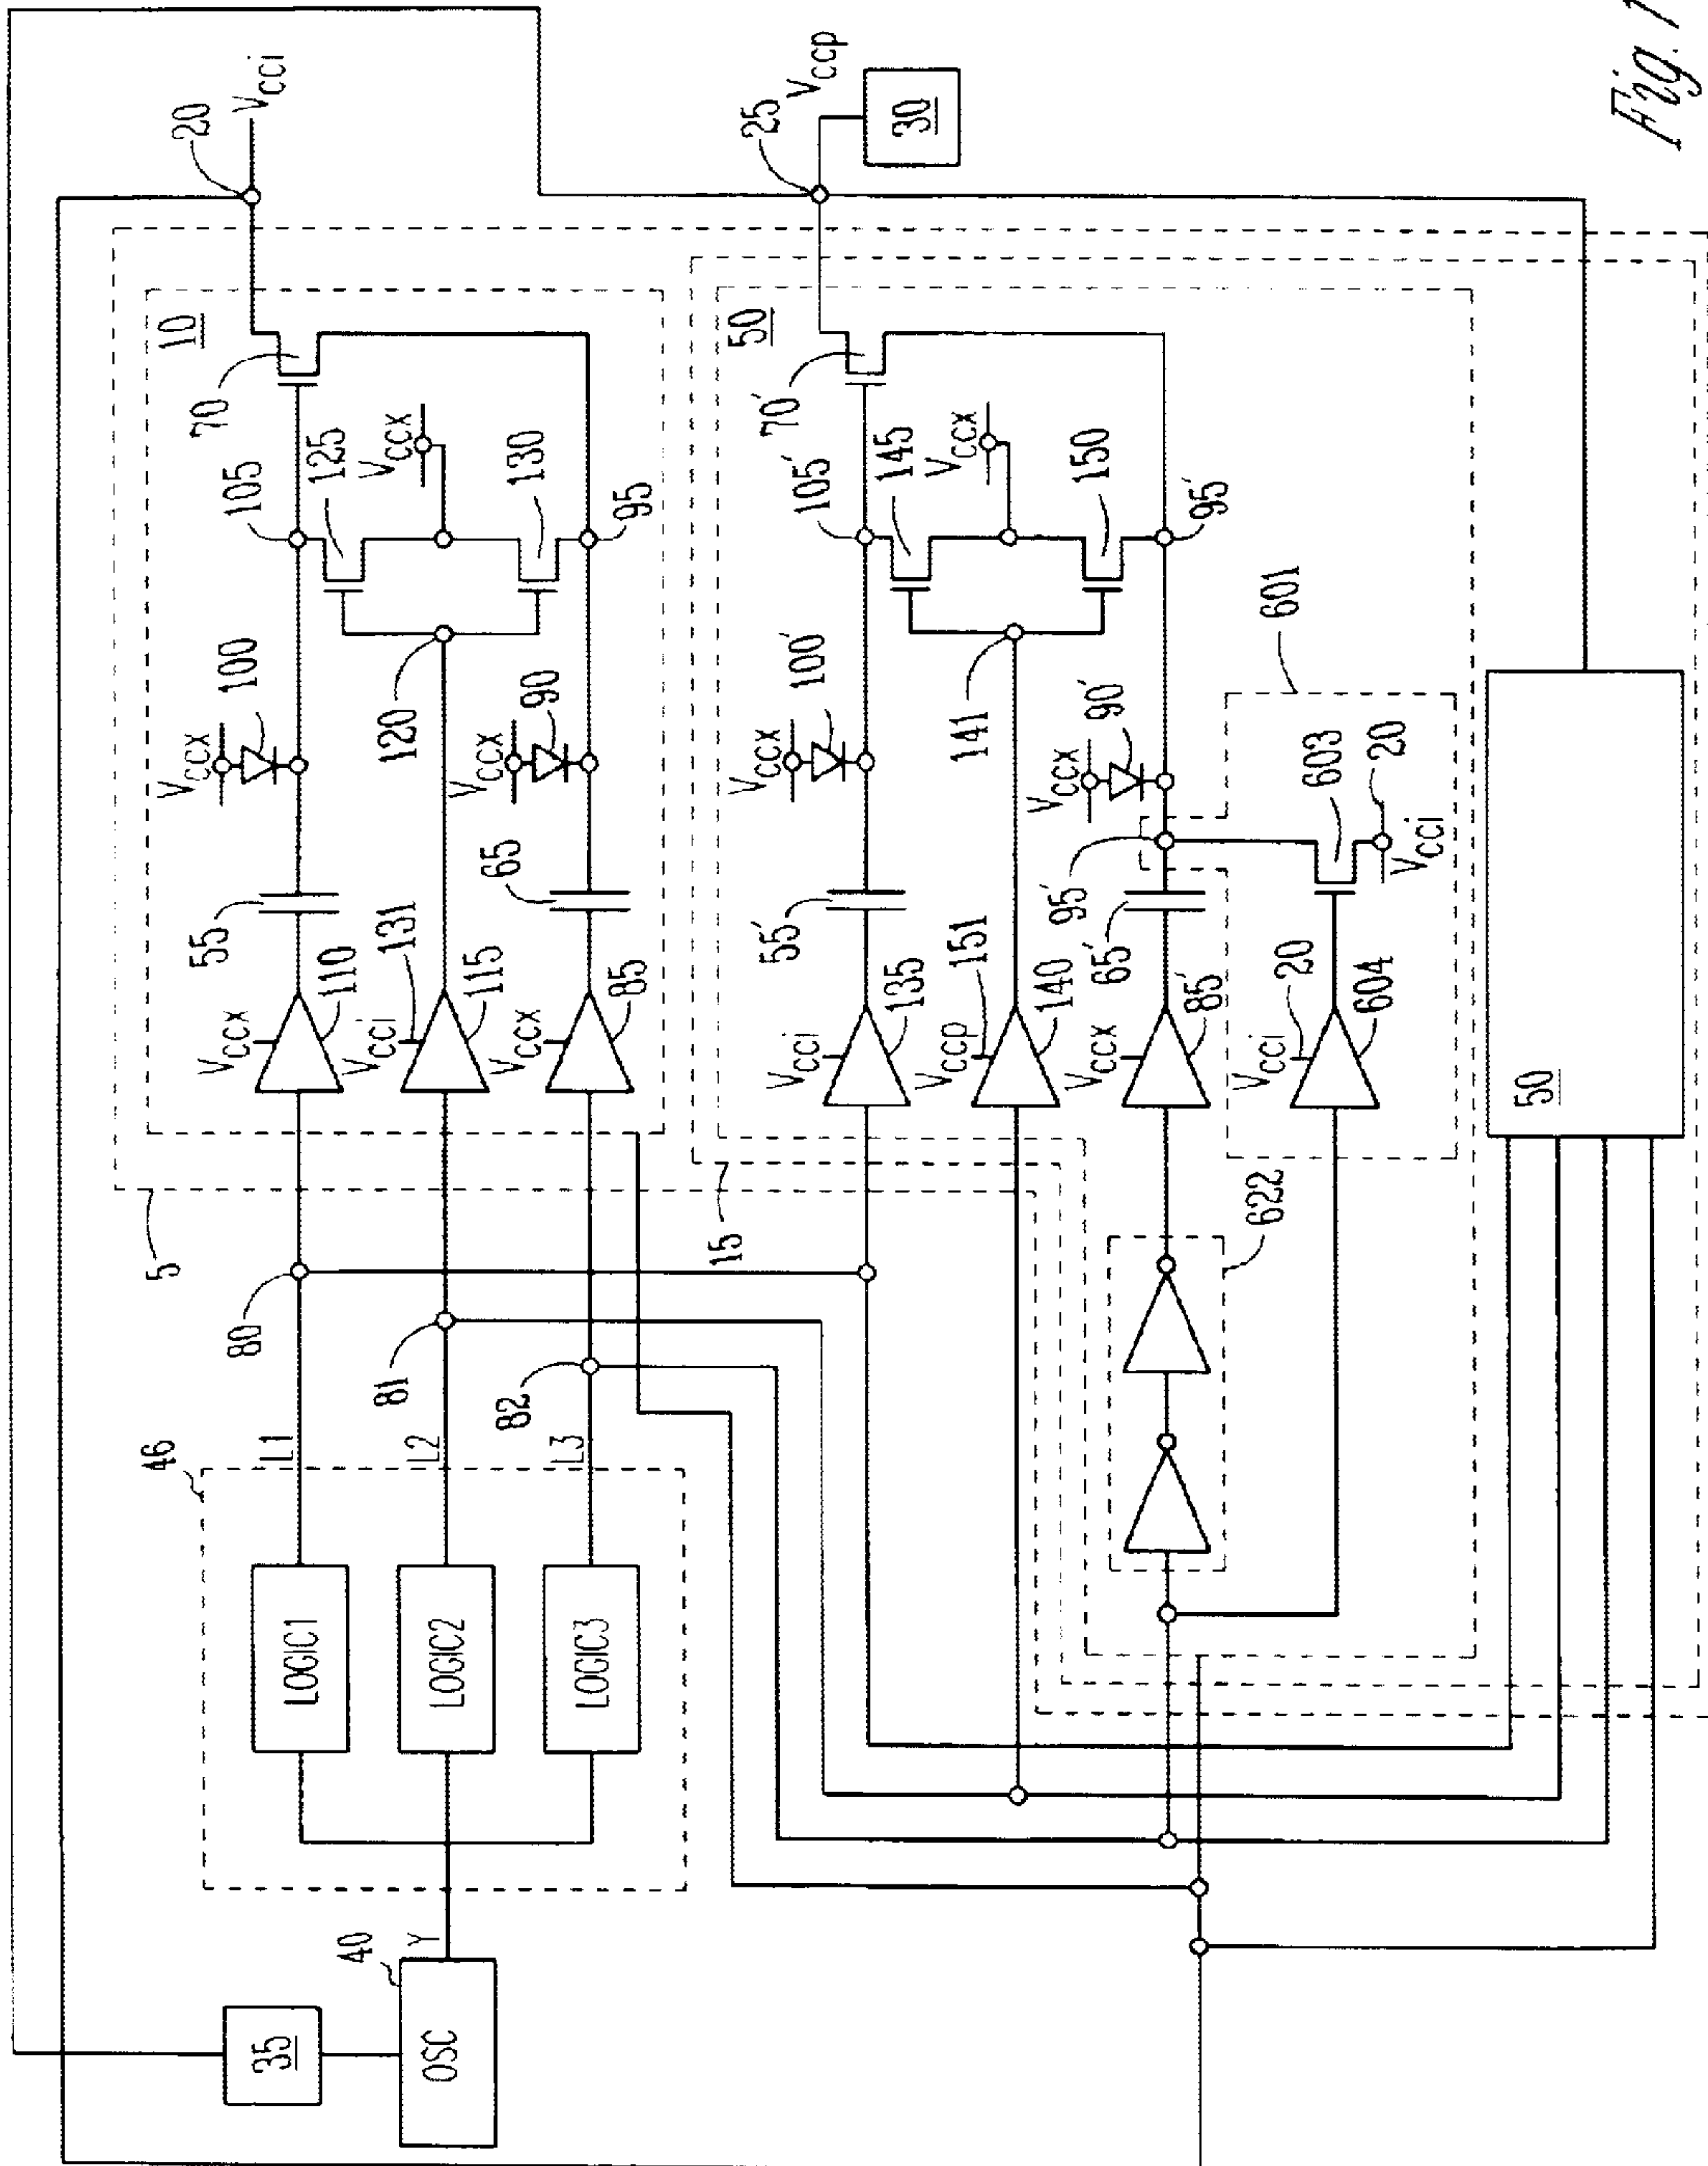 Fig. 1
35
OSC
40
Y
46
LOGIC1
LOGIC2
LOGIC3
L1
L2
L3
80
81
82
5
15
10
Vccx
110
55
Vccx
100
105
70
20
Vcci
Vcci
131
115
120
125
Vccx
130
Vccx
85
65
Vccx
90
95
50
Vcci
135
55'
Vccx
100'
105'
70'
25
Vccp
30
Vccp
151
140
141
145
Vccx
150
Vccx
85'
65'
95'
Vccx
90'
95'
622
601
Vcci
20
604
603
20
Vcci
50